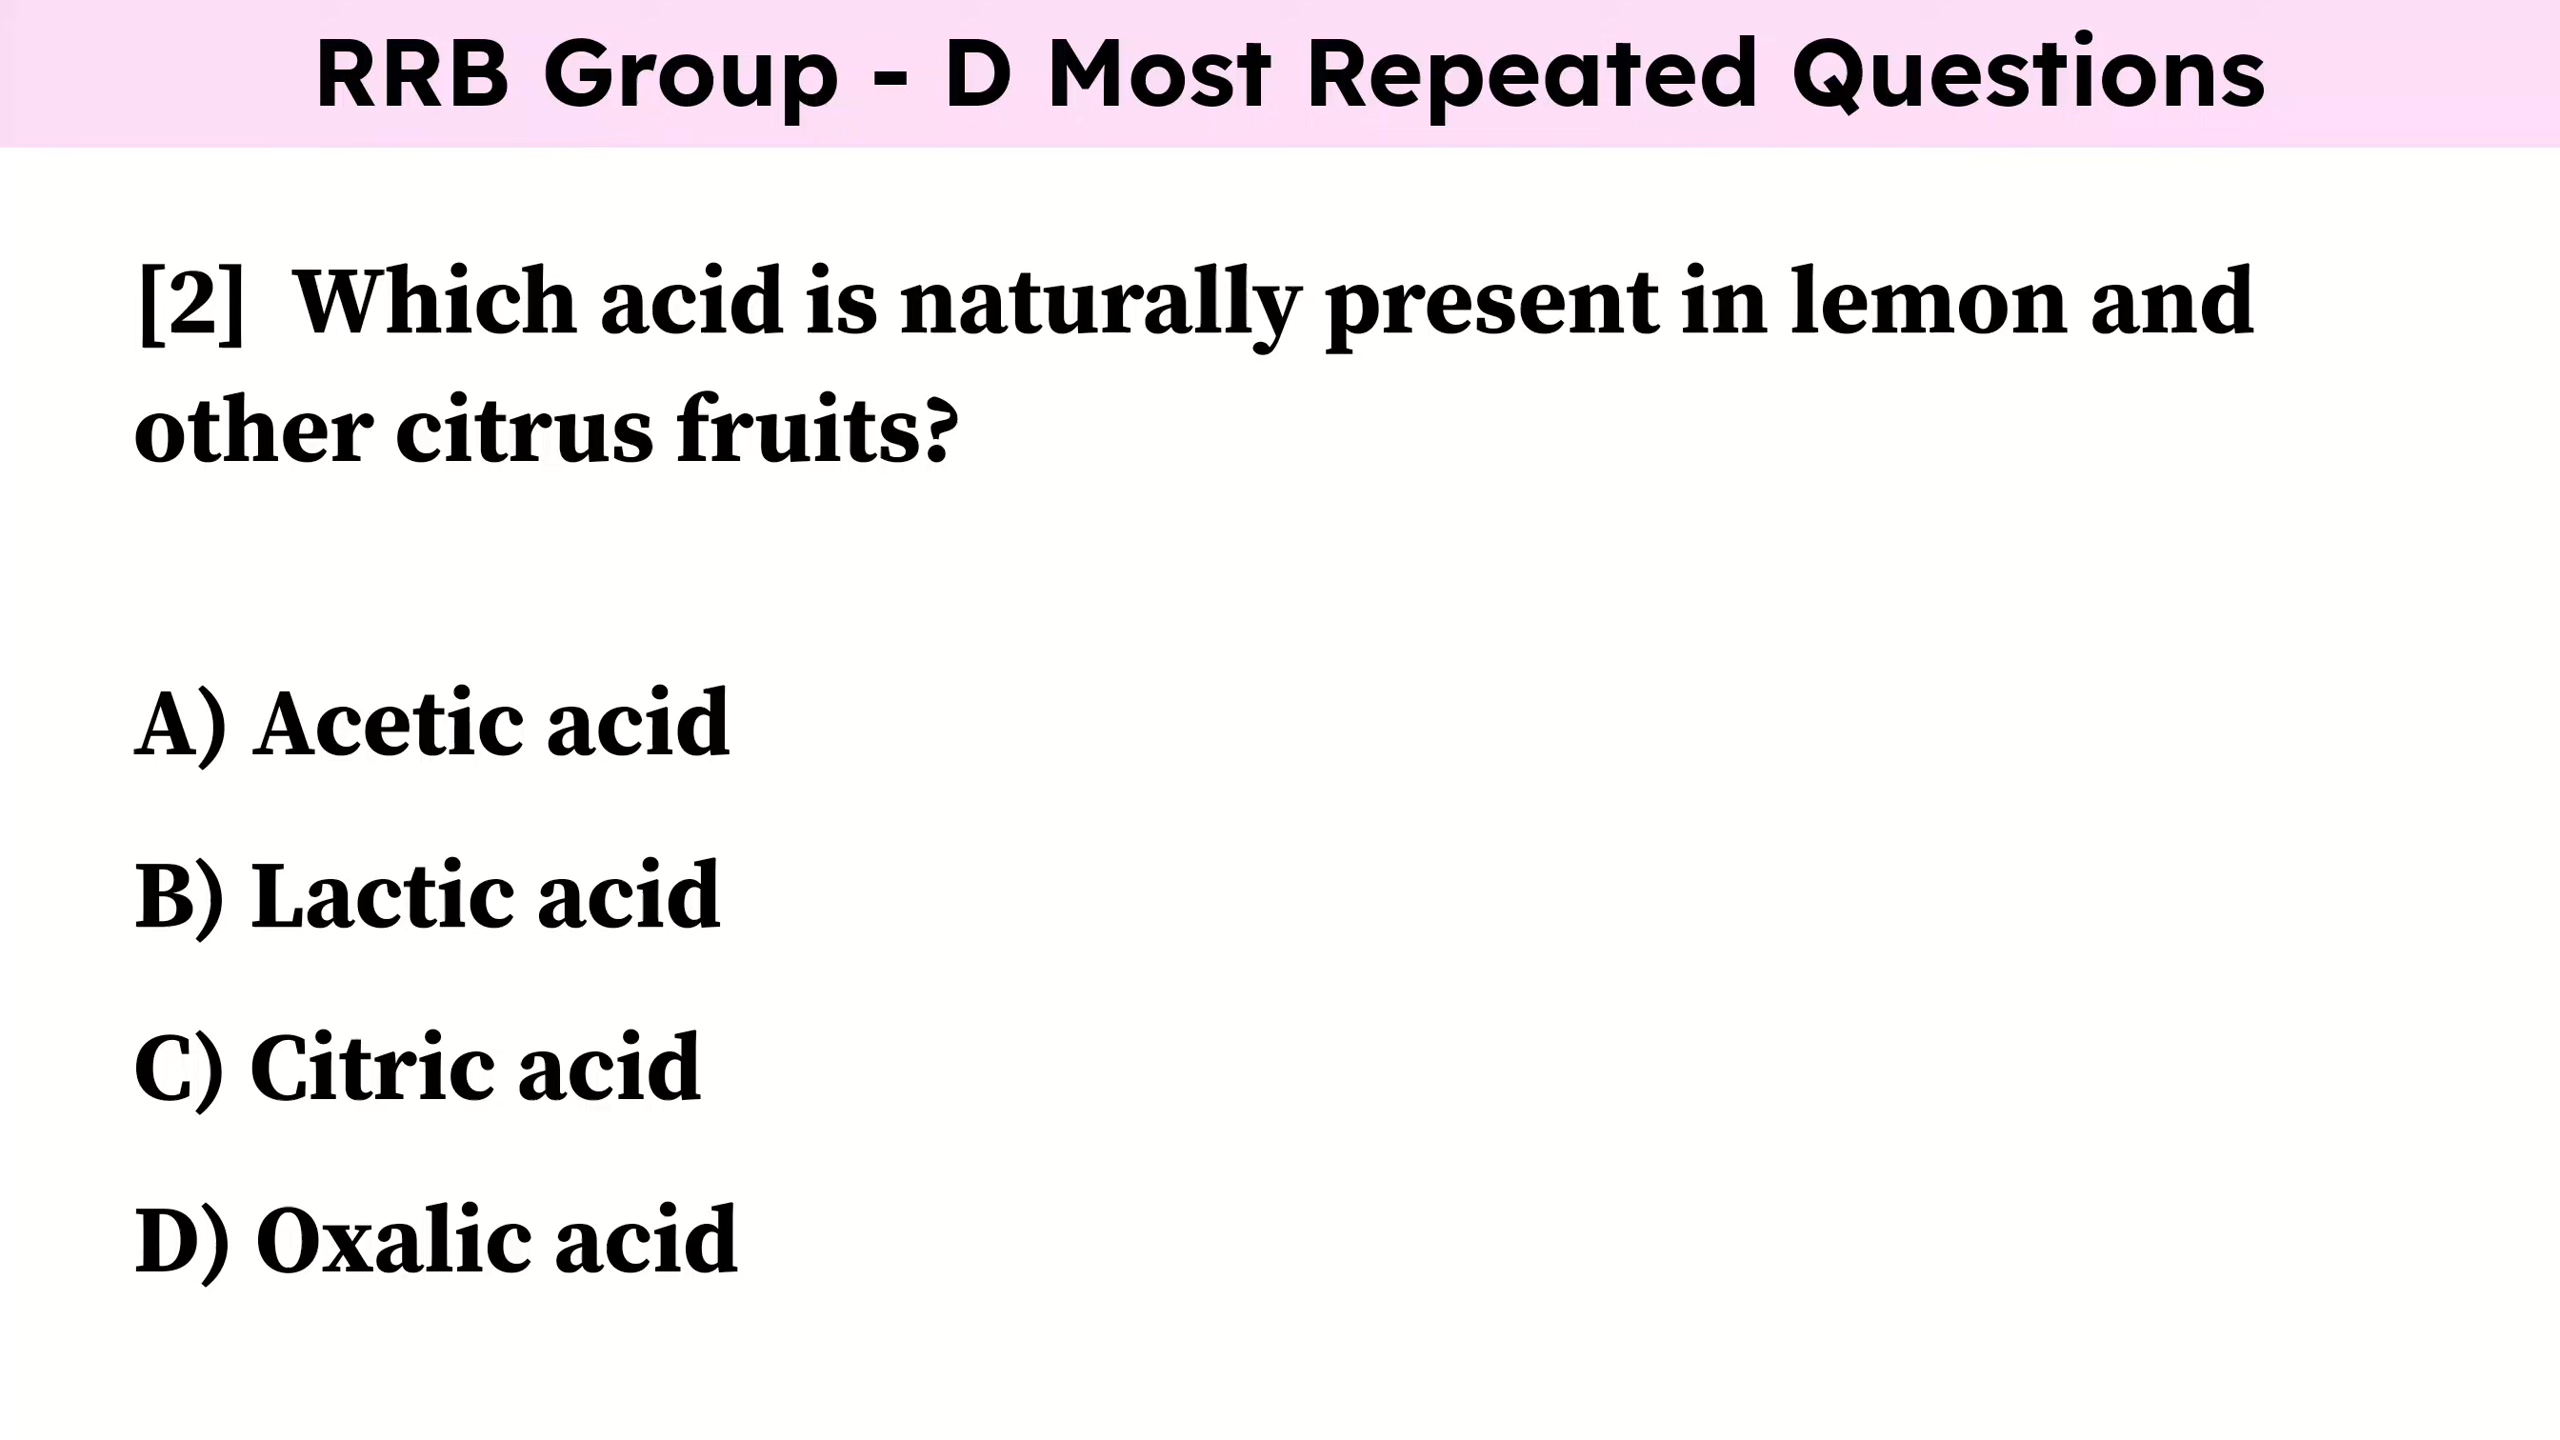 RRB Group - D Most Repeated Questions
[2] Which acid is naturally present in lemon and
other citrus fruits?
A) Acetic acid
B) Lactic acid
C) Citric acid
D) Oxalic acid